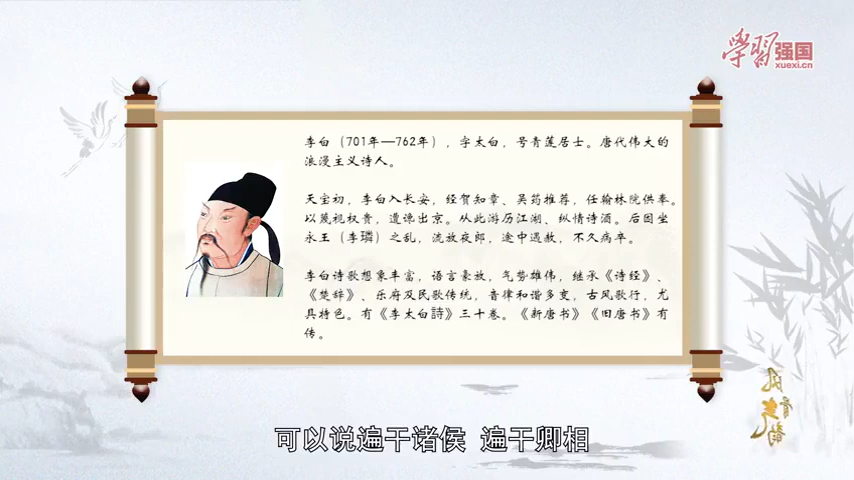 学習强国
xuexi.cn
李白（701年—762年），字太白，号青莲居士。唐代伟大的
浪漫主义诗人。
天宝初，李白入长安，经贺知章、吴筠推荐，任翰林院供奉。
以蔑视权贵，遭谗出京。从此游历江湖、纵情诗酒。后因坐
永王（李璘）之乱，流放夜郎，途中遇赦，不久病卒。
李白诗歌想象丰富，语言豪放，气势雄伟，继承《诗经》、
《楚辞》、乐府及民歌传统，音律和谐多变，古风歌行，尤
具特色。有《李太白詩》三十卷。《新唐书》《旧唐书》有
传。
可以说遍干诸侯 遍干卿相